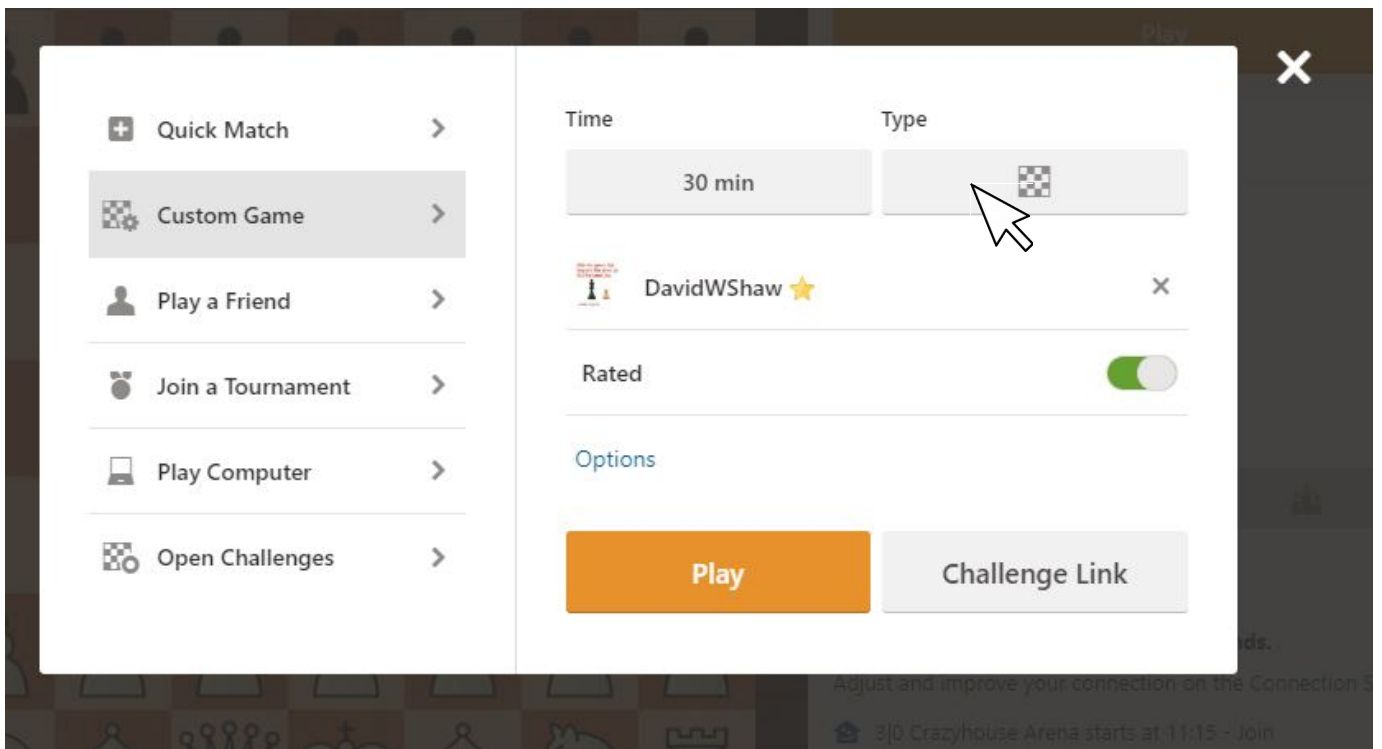 Play
Quick Match
Custom Game
Play a Friend
Join a Tournament
Play Computer
Open Challenges
Time
Type
30 min
DavidWShaw
Rated
Options
Play
Challenge Link
nds.
Adjust and improve your connection on the Connection S
3|0 Crazyhouse Arena starts at 11:15 - Join